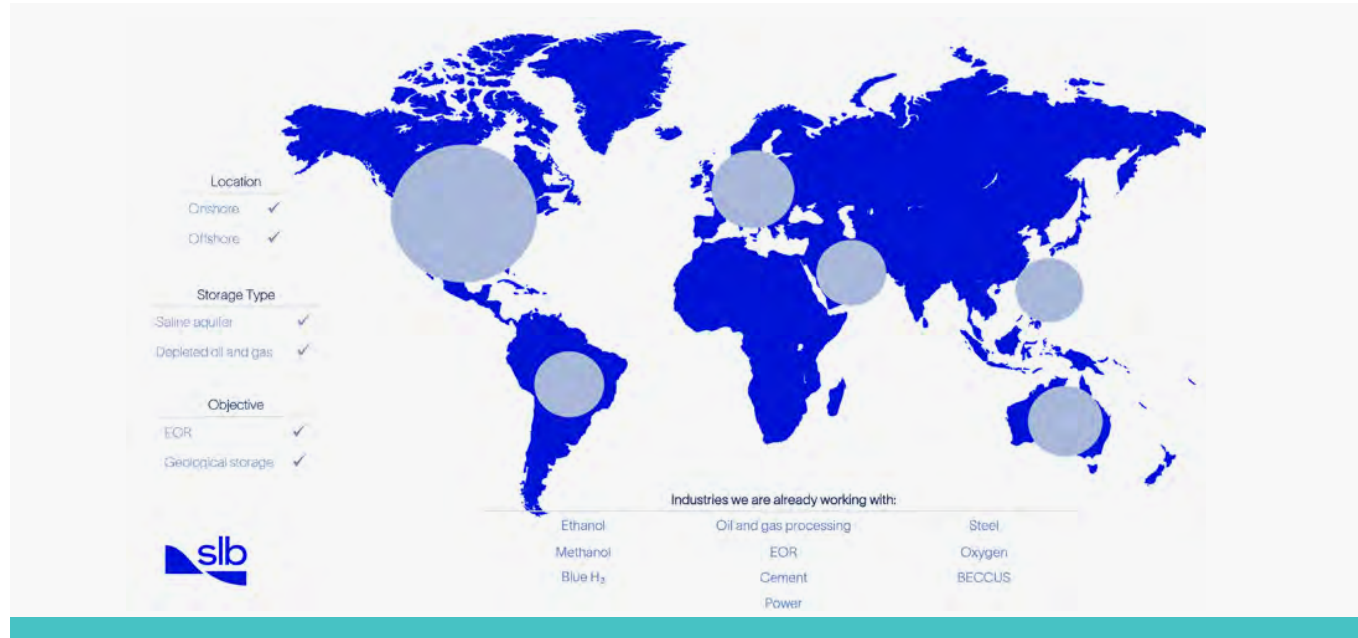 Location
Onshore ✓
Offshore ✓
Storage Type
Saline aquifer ✓
Depleted oil and gas ✓
Objective
EOR ✓
Geological storage ✓
slb
Industries we are already working with:
Ethanol Oil and gas processing Steel
Methanol EOR Oxygen
Blue H₂ Cement BECCUS
Power